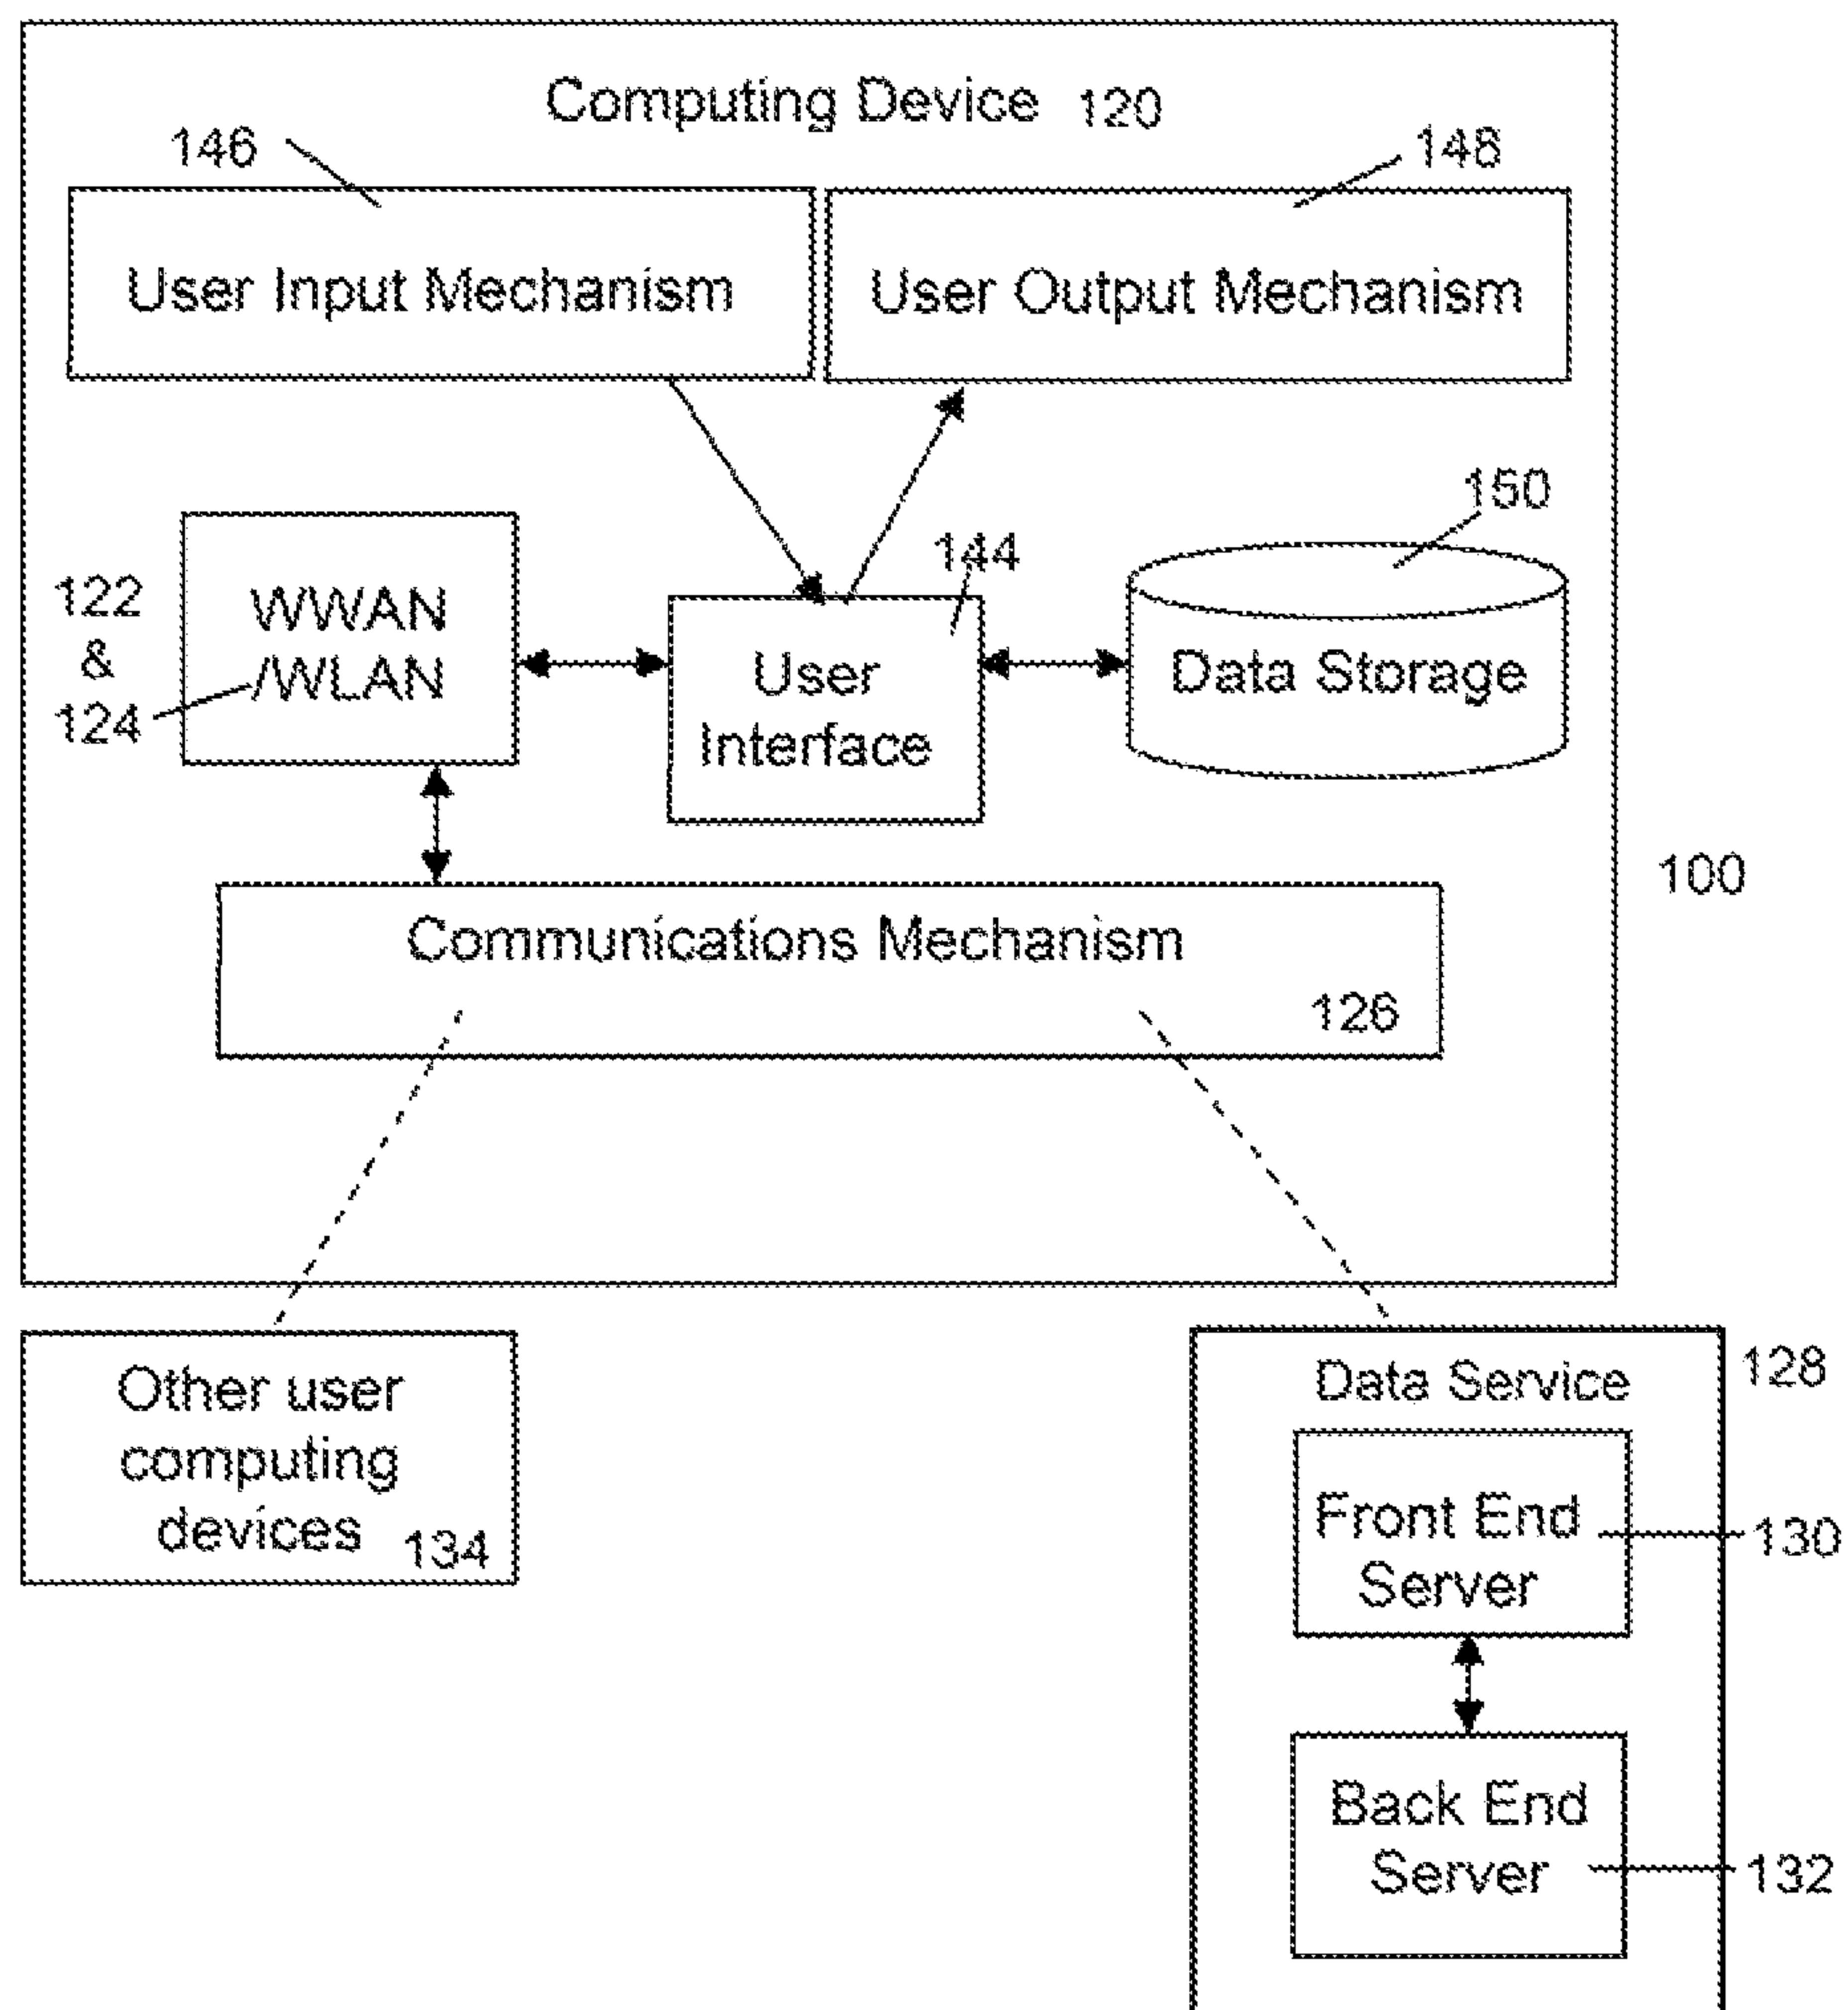 Computing Device 120
146
148
User Input Mechanism
User Output Mechanism
150
144
122
&
124
WWAN
/WLAN
User
Interface
Data Storage
100
Communications Mechanism
126
Other user
computing
devices
134
Data Service
128
Front End
Server
130
Back End
Server
132